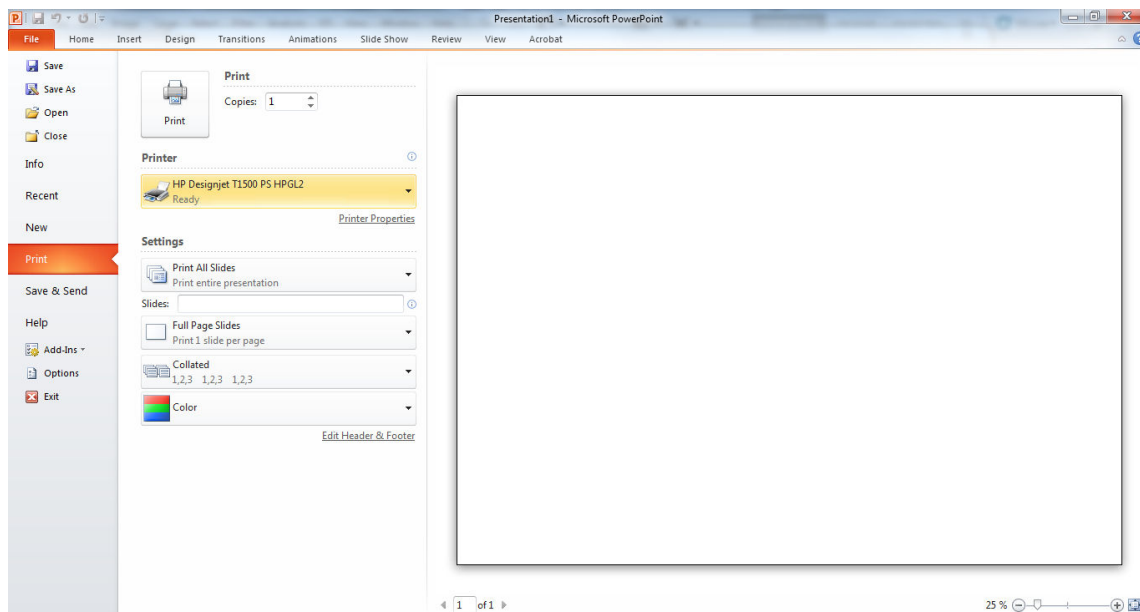 Presentation1 - Microsoft PowerPoint
File Home Insert Design Transitions Animations Slide Show Review View Acrobat
Save
Save As
Open
Close
Info
Recent
New
Print
Save & Send
Help
Add-Ins
Options
Exit
Print
Print
Copies: 1
Printer
HP Designjet T1500 PS HPGL2
Ready
Printer Properties
Settings
Print All Slides
Print entire presentation
Slides:
Full Page Slides
Print 1 slide per page
Collated
1,2,3 1,2,3 1,2,3
Color
Edit Header & Footer
1 of 1
25 %